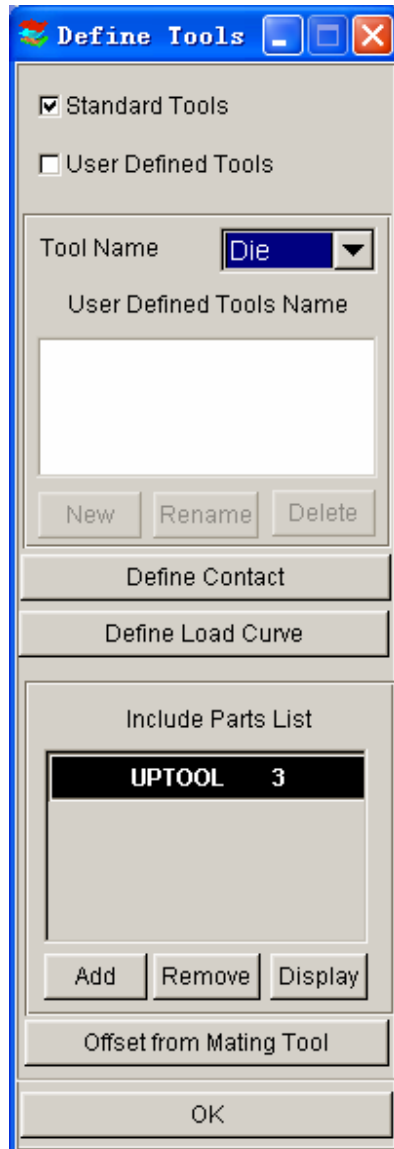 Define Tools
Standard Tools
User Defined Tools
Tool Name Die
User Defined Tools Name
New Rename Delete
Define Contact
Define Load Curve
Include Parts List
UPTOOL 3
Add Remove Display
Offset from Mating Tool
OK